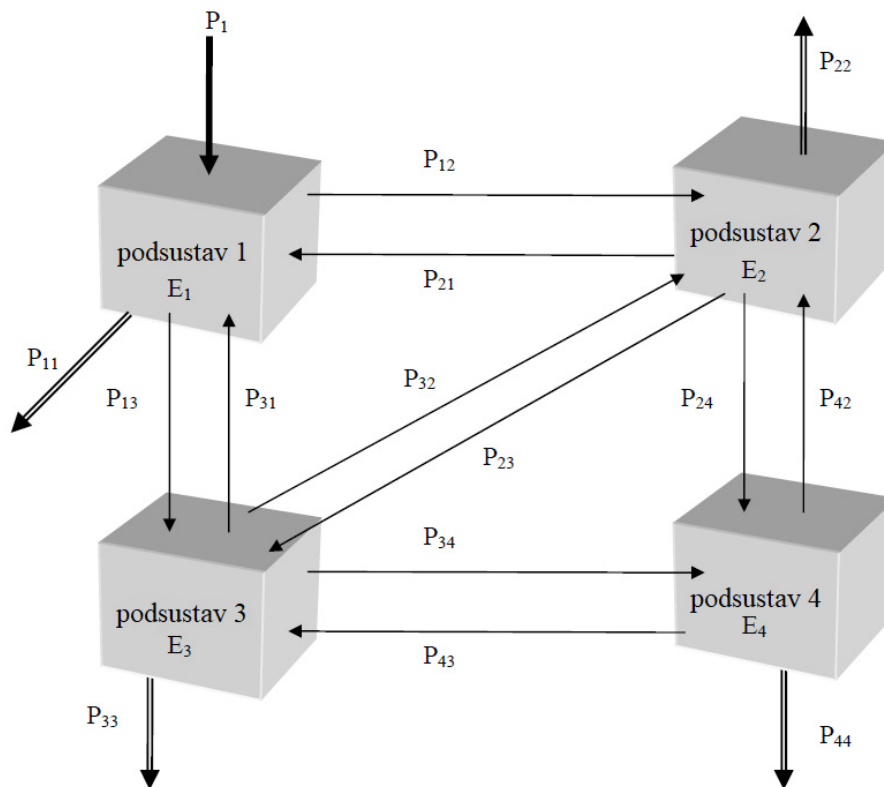 P₁
P₂₂
P₁₂
podsustav 1
E₁
podsustav 2
E₂
P₂₁
P₁₁
P₁₃
P₃₁
P₃₂
P₂₃
P₂₄
P₄₂
P₃₄
podsustav 3
E₃
podsustav 4
E₄
P₄₃
P₃₃
P₄₄